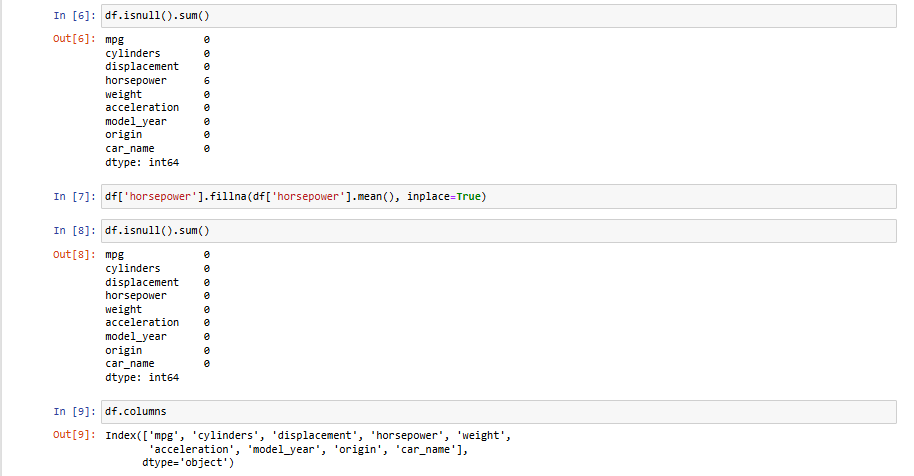 In [6]: df.isnull().sum()
Out[6]: mpg 0
cylinders 0
displacement 0
horsepower 6
weight 0
acceleration 0
model_year 0
origin 0
car_name 0
dtype: int64
In [7]: df['horsepower'].fillna(df['horsepower'].mean(), inplace=True)
In [8]: df.isnull().sum()
Out[8]: mpg 0
cylinders 0
displacement 0
horsepower 0
weight 0
acceleration 0
model_year 0
origin 0
car_name 0
dtype: int64
In [9]: df.columns
Out[9]: Index(['mpg', 'cylinders', 'displacement', 'horsepower', 'weight',
'acceleration', 'model_year', 'origin', 'car_name'],
dtype='object')